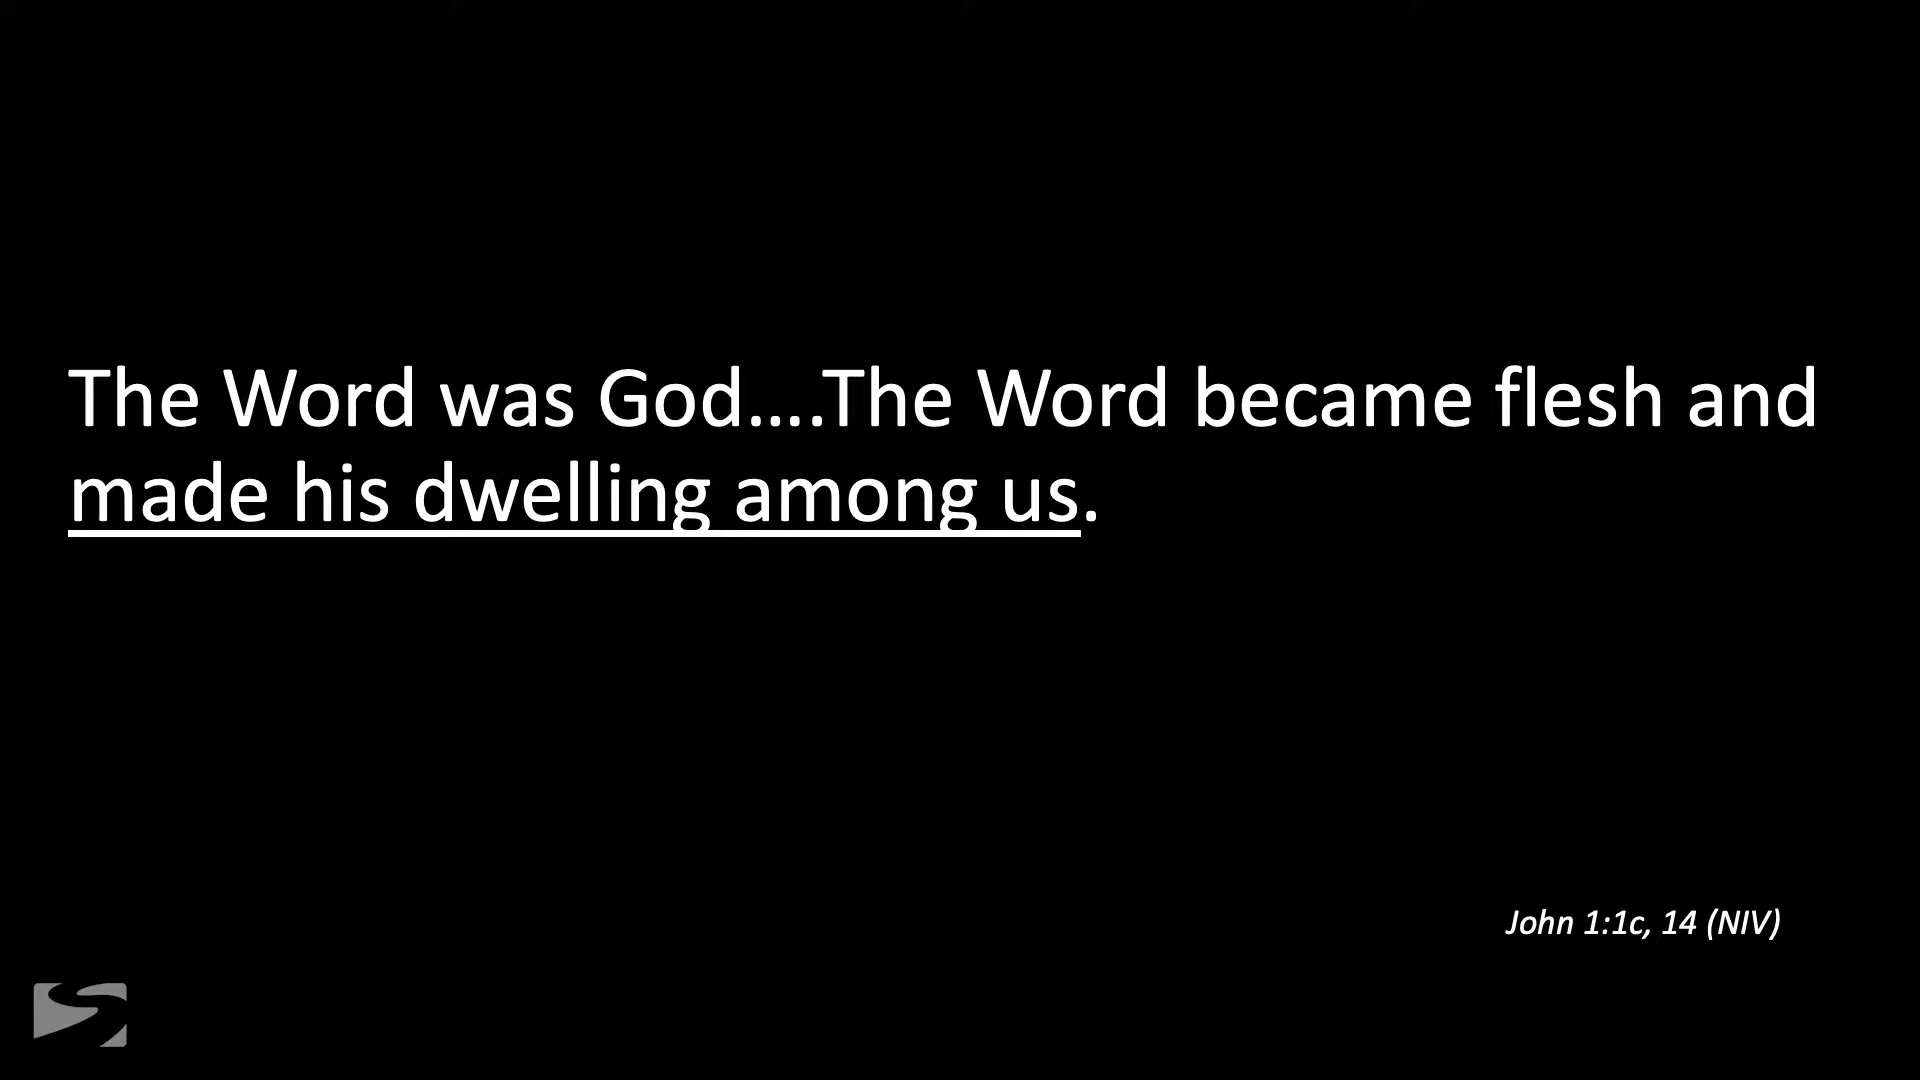 The Word was God....The Word became flesh and
made his dwelling among us.
John 1:1c, 14 (NIV)